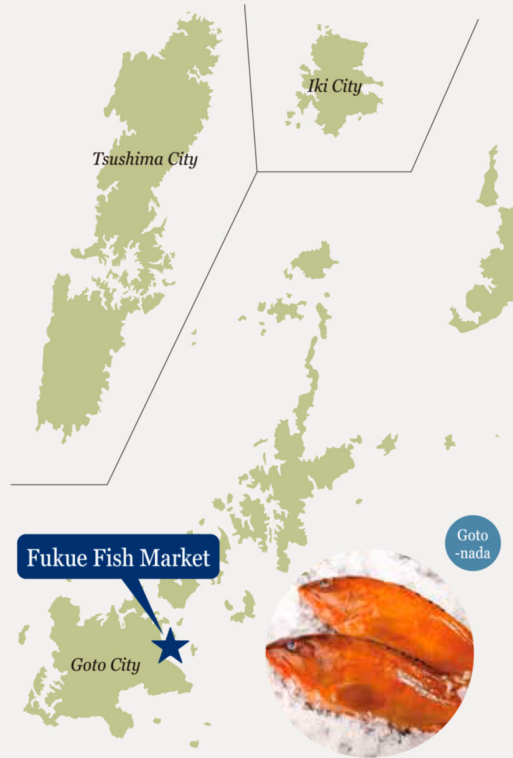 Iki City
Tsushima City
Goto
-nada
Fukue Fish Market
Goto City